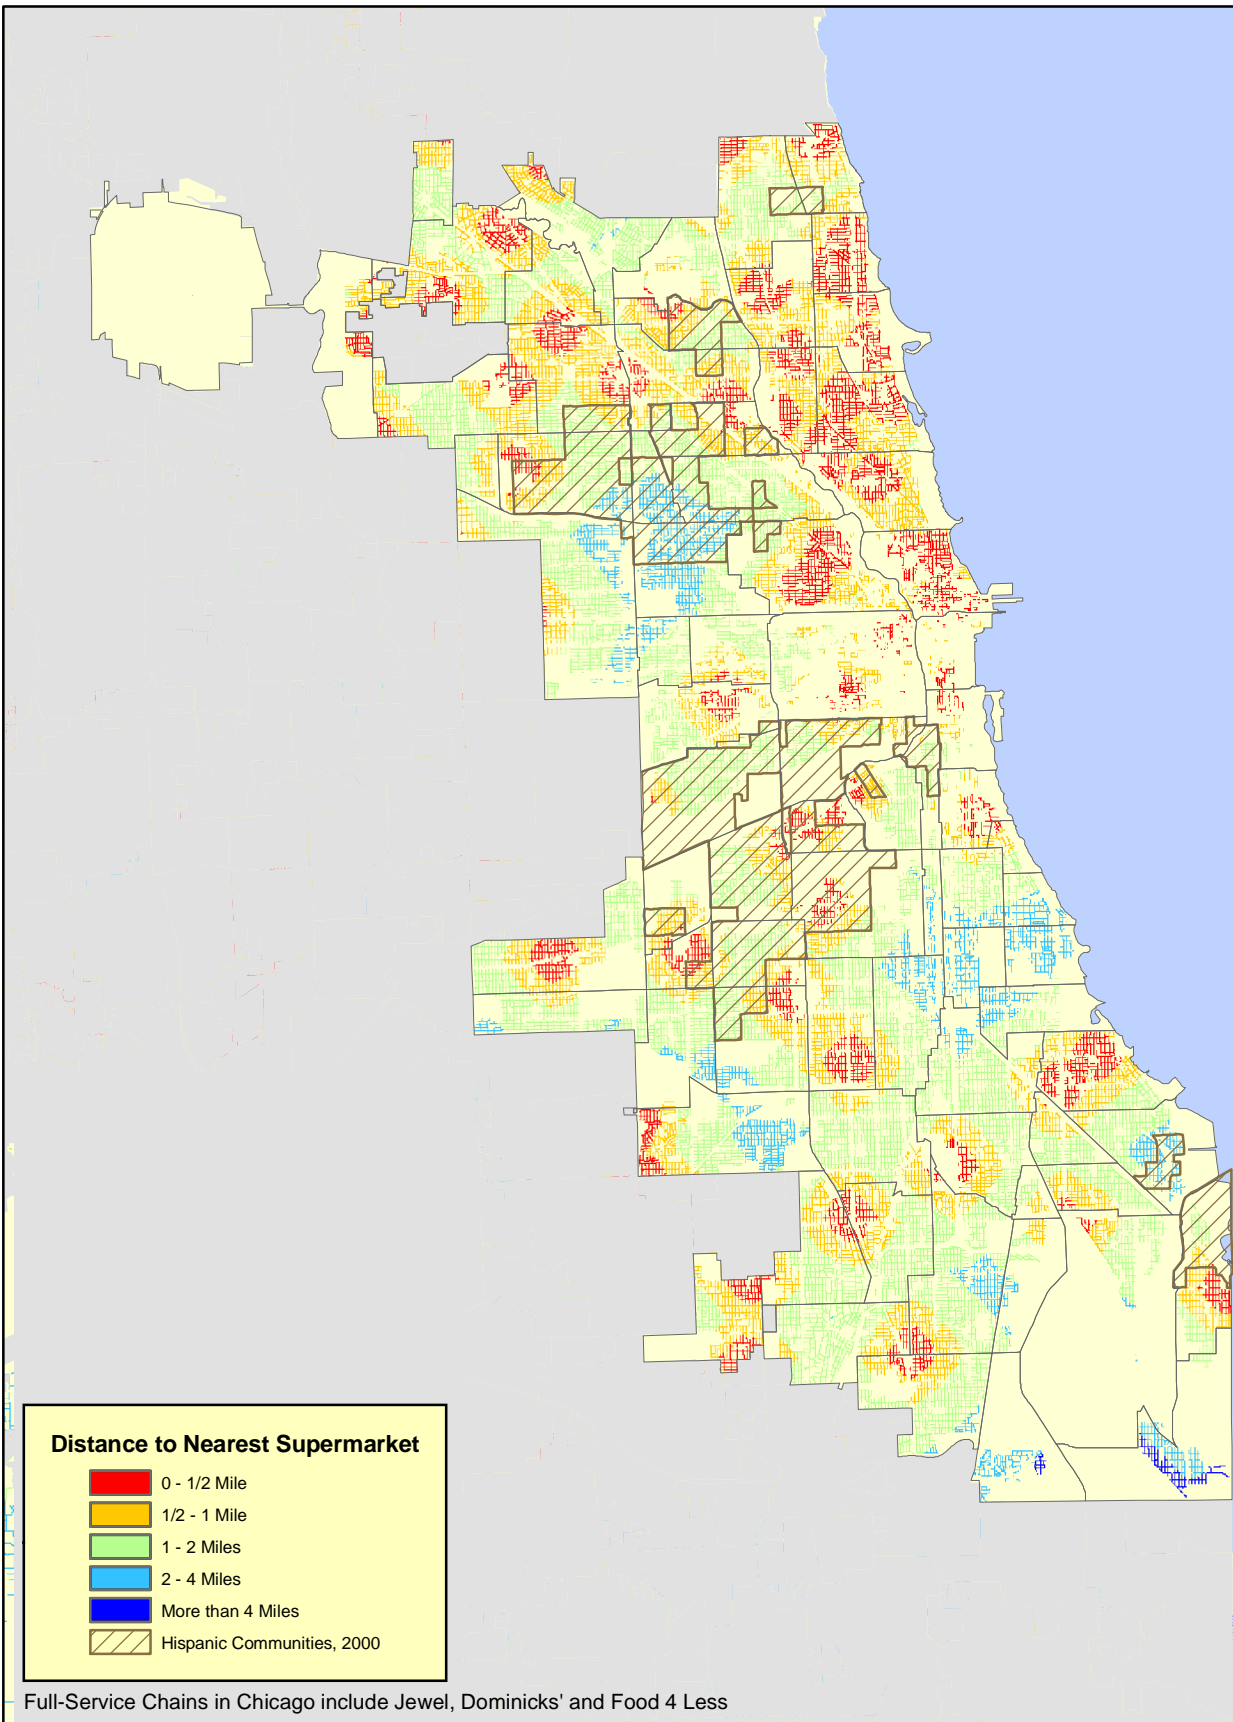 Distance to Nearest Supermarket
0 - 1/2 Mile
1/2 - 1 Mile
1 - 2 Miles
2 - 4 Miles
More than 4 Miles
Hispanic Communities, 2000
Full-Service Chains in Chicago include Jewel, Dominicks' and Food 4 Less